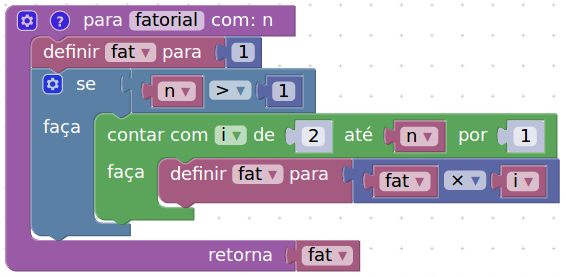 ? para fatorial com: n
definir fat ▾ para 1
se n ▾ > ▾ 1
faça contar com i ▾ de 2 até n ▾ por 1
faça definir fat ▾ para fat ▾ × ▾ i ▾
retorna fat ▾